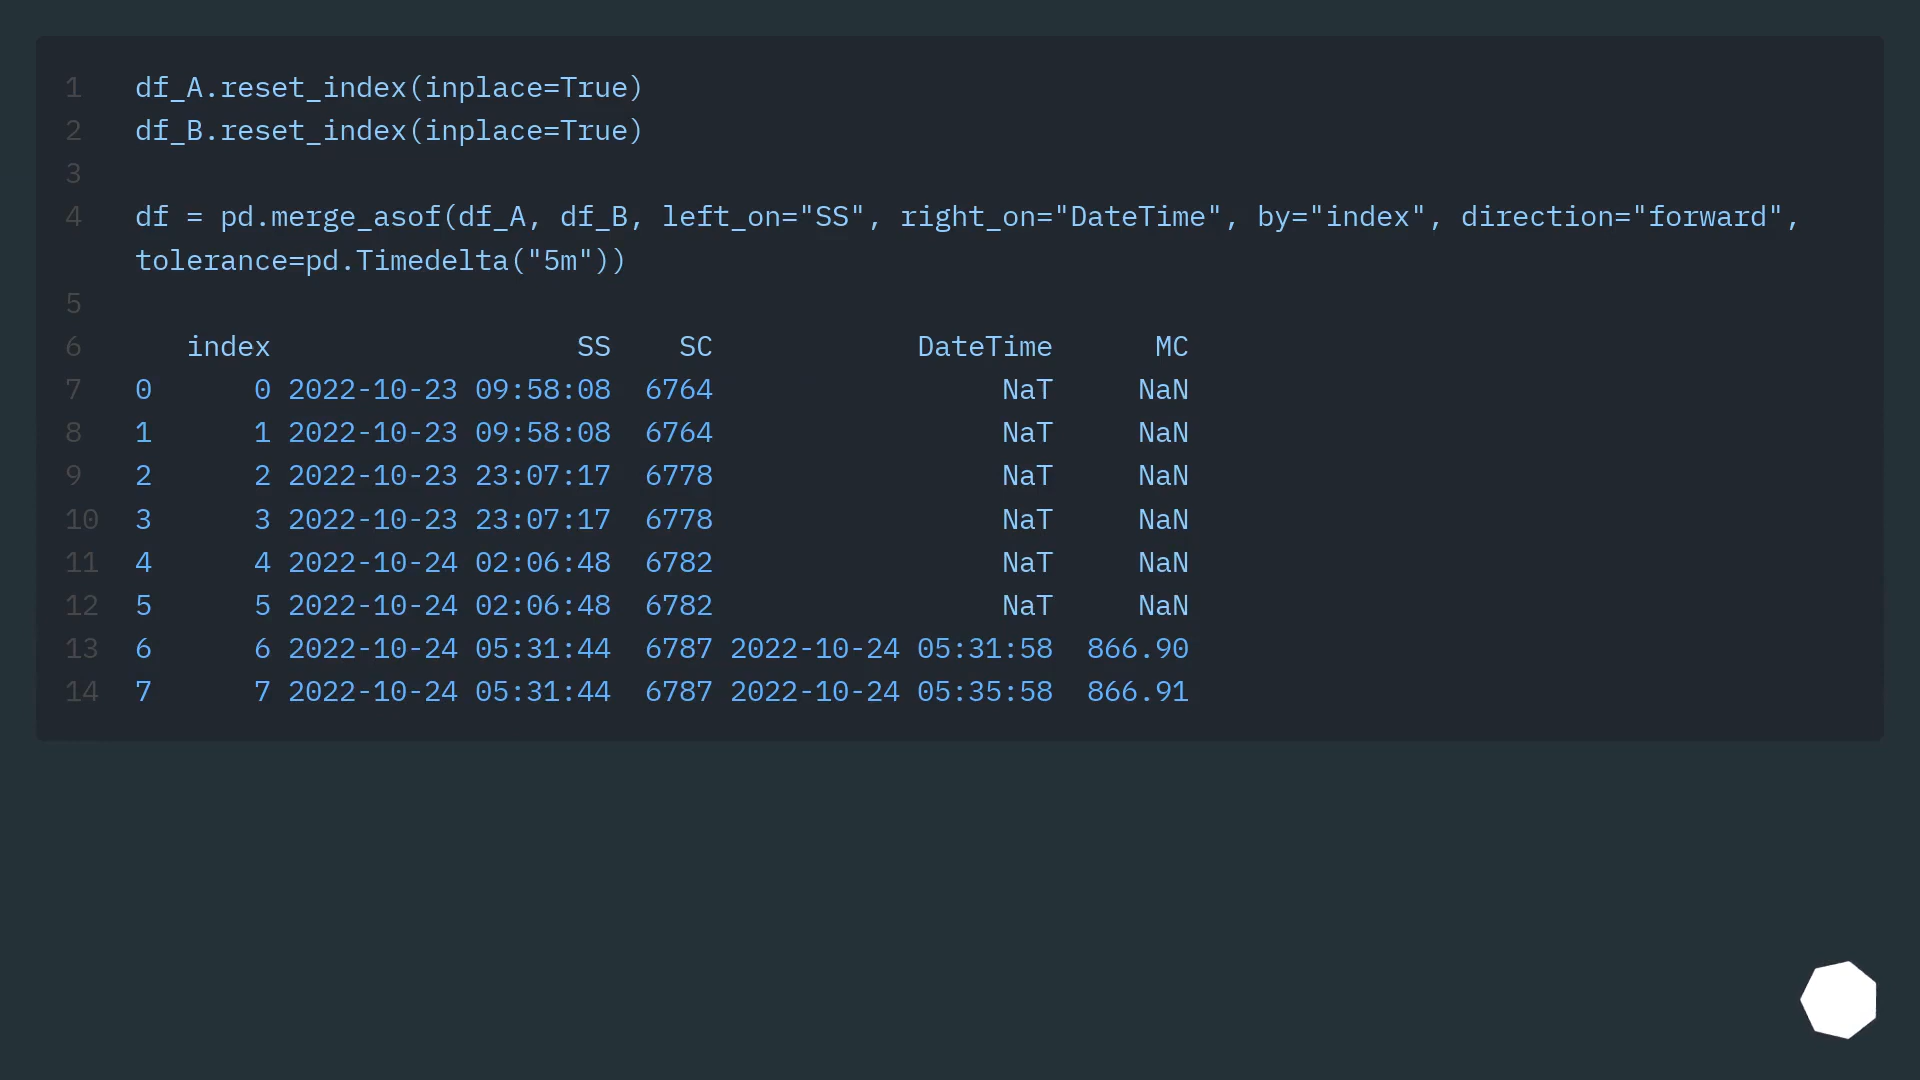 1 df_A.reset_index(inplace=True)
2 df_B.reset_index(inplace=True)
3
4 df = pd.merge_asof(df_A, df_B, left_on="SS", right_on="DateTime", by="index", direction="forward",
tolerance=pd.Timedelta("5m"))
5
6    index                  SS    SC            DateTime      MC
7 0      0 2022-10-23 09:58:08  6764                 NaT     NaN
8 1      1 2022-10-23 09:58:08  6764                 NaT     NaN
9 2      2 2022-10-23 23:07:17  6778                 NaT     NaN
10 3      3 2022-10-23 23:07:17  6778                 NaT     NaN
11 4      4 2022-10-24 02:06:48  6782                 NaT     NaN
12 5      5 2022-10-24 02:06:48  6782                 NaT     NaN
13 6      6 2022-10-24 05:31:44  6787 2022-10-24 05:31:58  866.90
14 7      7 2022-10-24 05:31:44  6787 2022-10-24 05:35:58  866.91